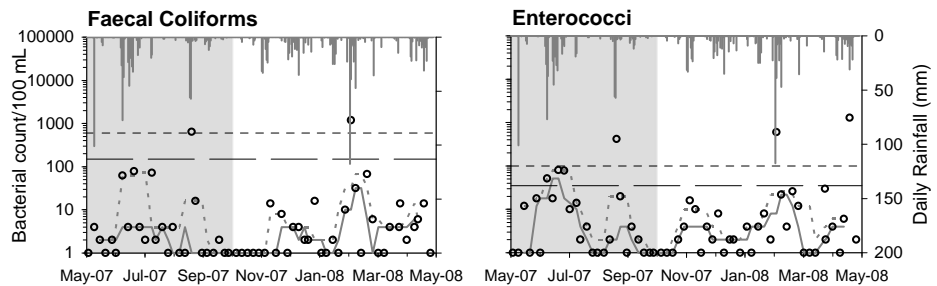 Faecal Coliforms
Enterococci
Bacterial count/100 mL
100000
10000
1000
100
10
1
May-07 Jul-07 Sep-07 Nov-07 Jan-08 Mar-08 May-08
May-07 Jul-07 Sep-07 Nov-07 Jan-08 Mar-08 May-08
0
50
100
150
200
Daily Rainfall (mm)